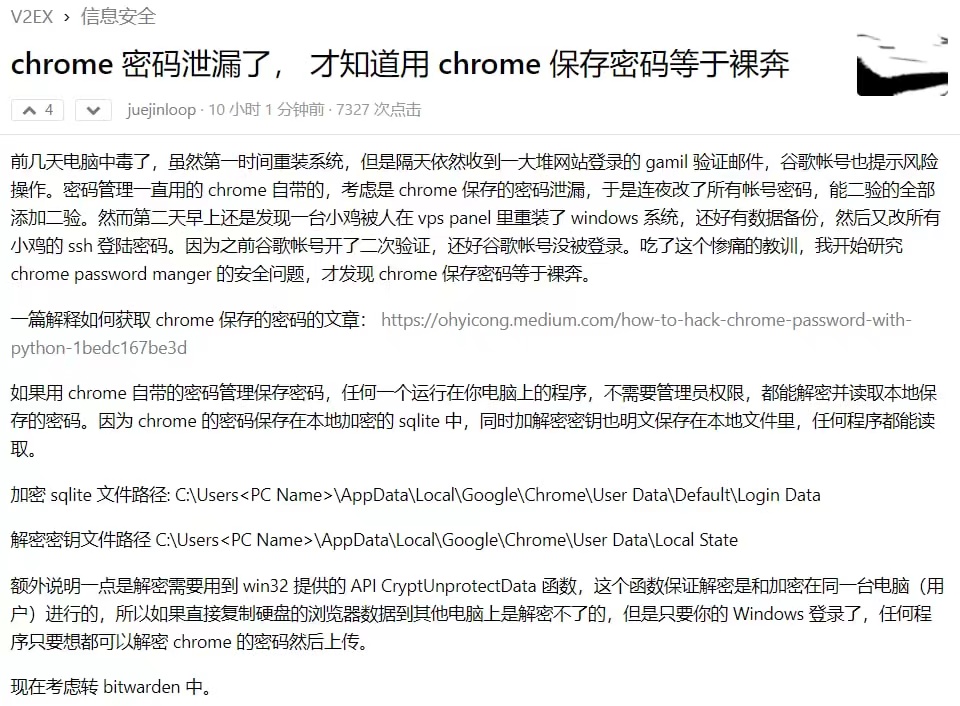 V2EX › 信息安全
chrome 密码泄漏了， 才知道用 chrome 保存密码等于裸奔
4 juejinloop · 10 小时 1 分钟前 · 7327 次点击
前几天电脑中毒了，虽然第一时间重装系统，但是隔天依然收到一大堆网站登录的 gamil 验证邮件，谷歌帐号也提示风险
操作。密码管理一直用的 chrome 自带的，考虑是 chrome 保存的密码泄漏，于是连夜改了所有帐号密码，能二验的全部
添加二验。然而第二天早上还是发现一台小鸡被人在 vps panel 里重装了 windows 系统，还好有数据备份，然后又改所有
小鸡的 ssh 登陆密码。因为之前谷歌帐号开了二次验证，还好谷歌帐号没被登录。吃了这个惨痛的教训，我开始研究
chrome password manger 的安全问题，才发现 chrome 保存密码等于裸奔。
一篇解释如何获取 chrome 保存的密码的文章： https://ohyicong.medium.com/how-to-hack-chrome-password-with-
python-1bedc167be3d
如果用 chrome 自带的密码管理保存密码，任何一个运行在你电脑上的程序，不需要管理员权限，都能解密并读取本地保
存的密码。因为 chrome 的密码保存在本地加密的 sqlite 中，同时加解密密钥也明文保存在本地文件里，任何程序都能读
取。
加密 sqlite 文件路径: C:\Users<PC Name>\AppData\Local\Google\Chrome\User Data\Default\Login Data
解密密钥文件路径 C:\Users<PC Name>\AppData\Local\Google\Chrome\User Data\Local State
额外说明一点是解密需要用到 win32 提供的 API CryptUnprotectData 函数，这个函数保证解密是和加密在同一台电脑（用
户）进行的，所以如果直接复制硬盘的浏览器数据到其他电脑上是解密不了的，但是只要你的 Windows 登录了，任何程
序只要想都可以解密 chrome 的密码然后上传。
现在考虑转 bitwarden 中。